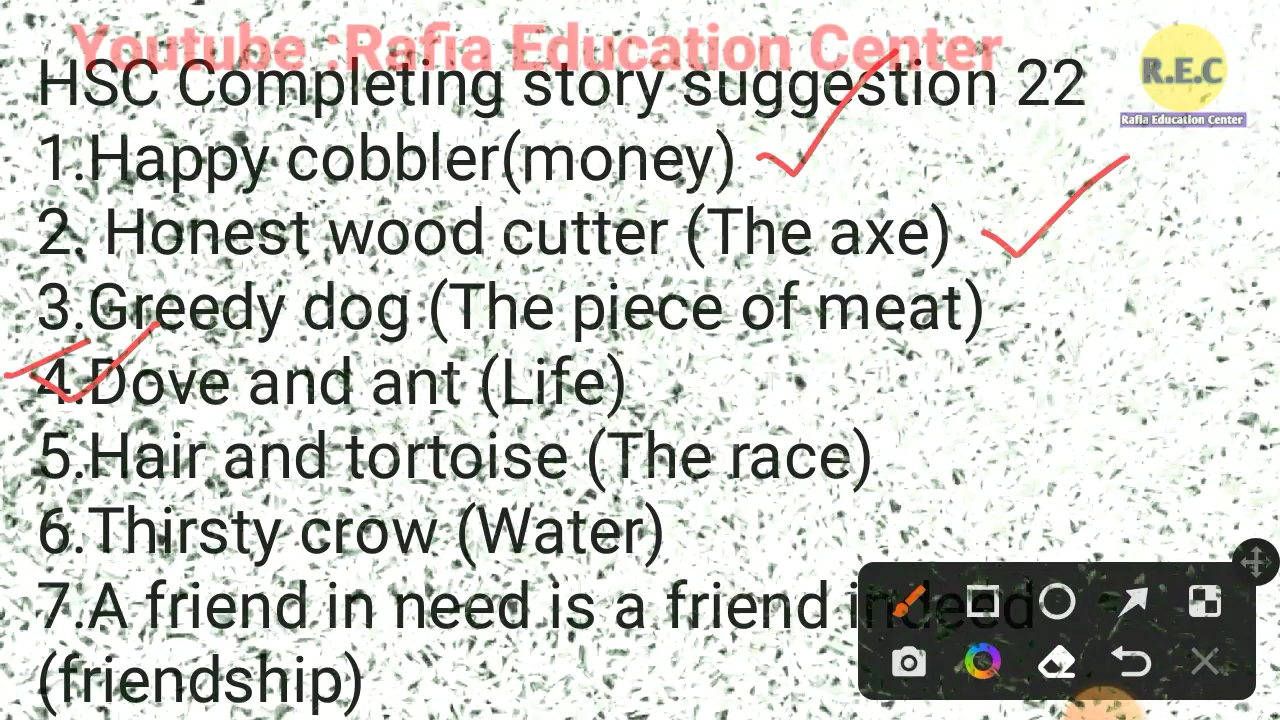 Youtube :Rafia Education Center
HSC Completing story suggestion 22
R.E.C
Rafia Education Center
1.Happy cobbler(money)
2. Honest wood cutter (The axe)
3.Greedy dog (The piece of meat)
4.Dove and ant (Life)
5.Hair and tortoise (The race)
6.Thirsty crow (Water)
7.A friend in need is a friend indeed
(friendship)